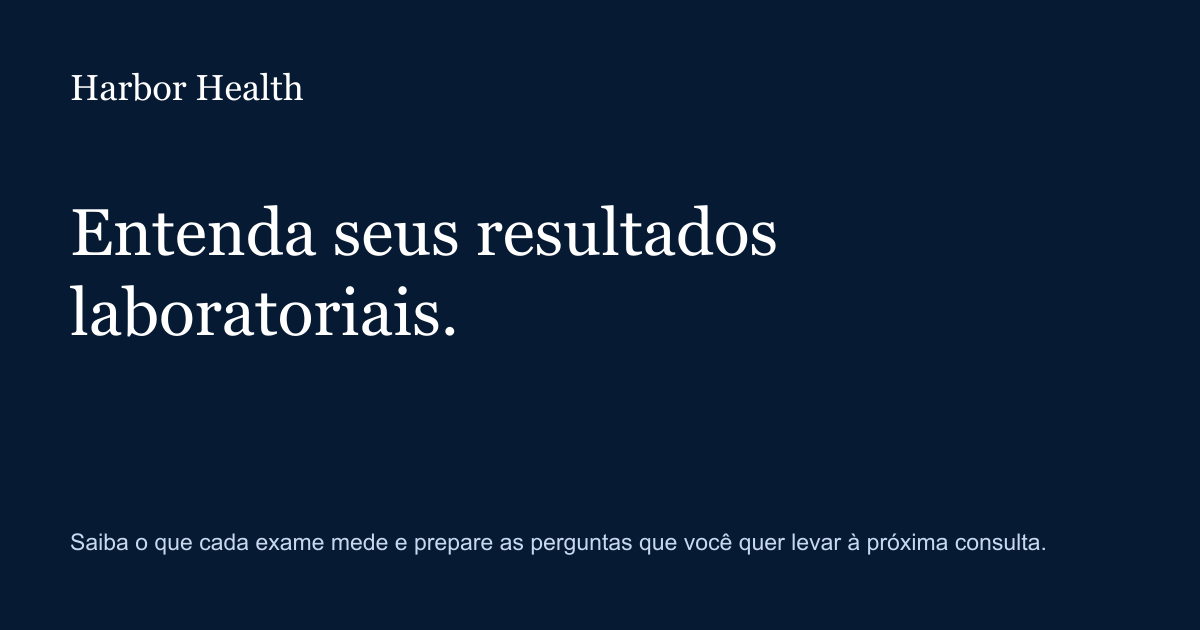 Harbor Health
Entenda seus resultados
laboratoriais.
Saiba o que cada exame mede e prepare as perguntas que você quer levar à próxima consulta.